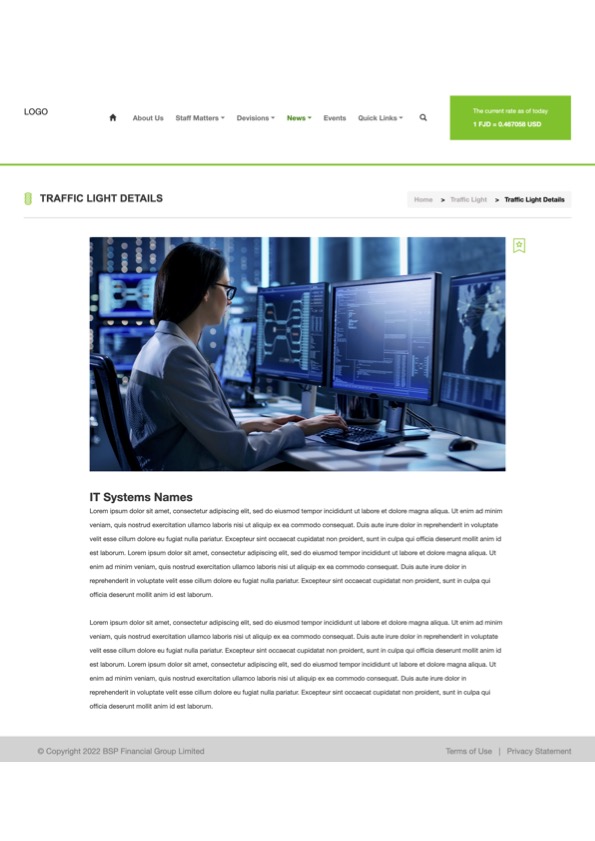 LOGO
About Us
Staff Matters
Devisions
News
Events
Quick Links
The current rate as of today
1 FJD = 0.467058 USD
TRAFFIC LIGHT DETAILS
Home > Traffic Light > Traffic Light Details
IT Systems Names
Lorem ipsum dolor sit amet, consectetur adipiscing elit, sed do eiusmod tempor incididunt ut labore et dolore magna aliqua. Ut enim ad minim
veniam, quis nostrud exercitation ullamco laboris nisi ut aliquip ex ea commodo consequat. Duis aute irure dolor in reprehenderit in voluptate
velit esse cillum dolore eu fugiat nulla pariatur. Excepteur sint occaecat cupidatat non proident, sunt in culpa qui officia deserunt mollit anim id
est laborum. Lorem ipsum dolor sit amet, consectetur adipiscing elit, sed do eiusmod tempor incididunt ut labore et dolore magna aliqua. Ut
enim ad minim veniam, quis nostrud exercitation ullamco laboris nisi ut aliquip ex ea commodo consequat. Duis aute irure dolor in
reprehenderit in voluptate velit esse cillum dolore eu fugiat nulla pariatur. Excepteur sint occaecat cupidatat non proident, sunt in culpa qui
officia deserunt mollit anim id est laborum.
Lorem ipsum dolor sit amet, consectetur adipiscing elit, sed do eiusmod tempor incididunt ut labore et dolore magna aliqua. Ut enim ad minim
veniam, quis nostrud exercitation ullamco laboris nisi ut aliquip ex ea commodo consequat. Duis aute irure dolor in reprehenderit in voluptate
velit esse cillum dolore eu fugiat nulla pariatur. Excepteur sint occaecat cupidatat non proident, sunt in culpa qui officia deserunt mollit anim id
est laborum. Lorem ipsum dolor sit amet, consectetur adipiscing elit, sed do eiusmod tempor incididunt ut labore et dolore magna aliqua. Ut
enim ad minim veniam, quis nostrud exercitation ullamco laboris nisi ut aliquip ex ea commodo consequat. Duis aute irure dolor in
reprehenderit in voluptate velit esse cillum dolore eu fugiat nulla pariatur. Excepteur sint occaecat cupidatat non proident, sunt in culpa qui
officia deserunt mollit anim id est laborum.
© Copyright 2022 BSP Financial Group Limited
Terms of Use | Privacy Statement